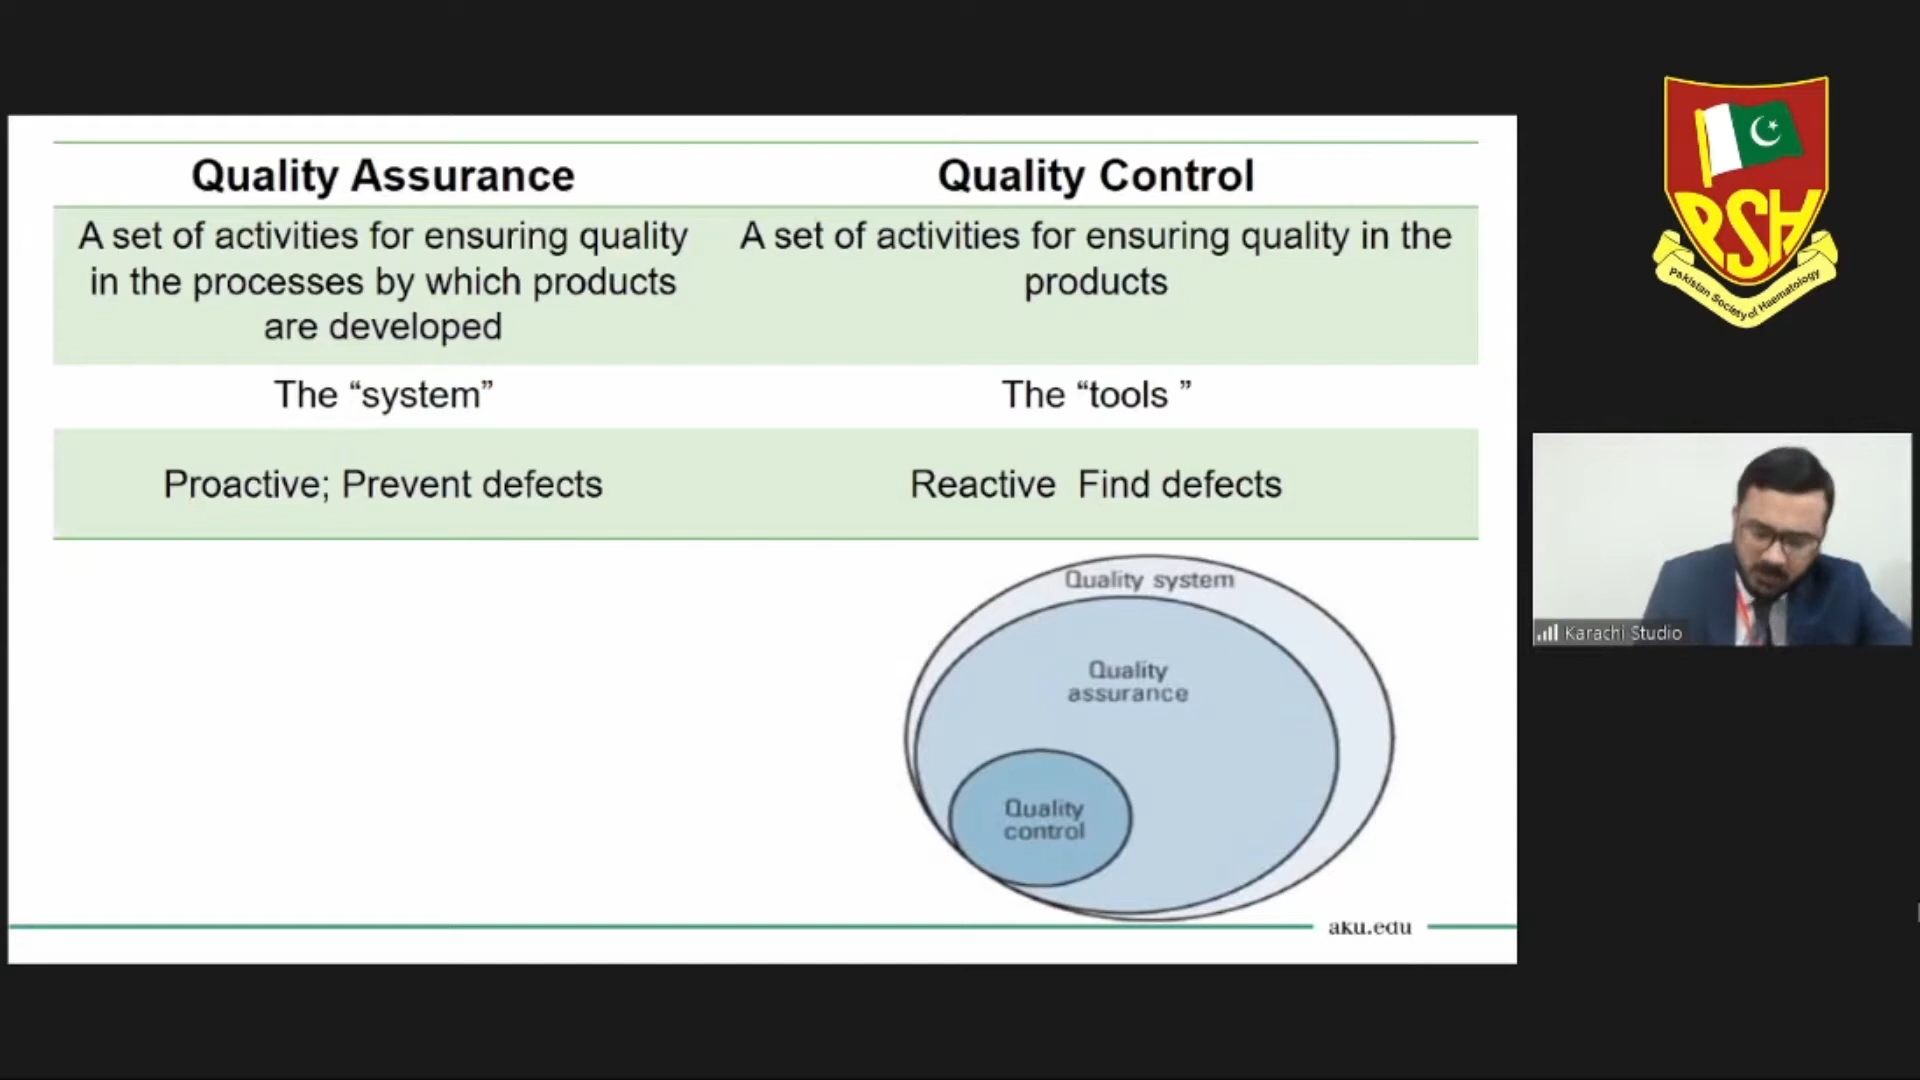 Quality Assurance
Quality Control
A set of activities for ensuring quality
in the processes by which products
are developed
A set of activities for ensuring quality in the
products
The “system”
The “tools ”
Proactive; Prevent defects
Reactive  Find defects
Quality system
Quality
assurance
Quality
control
aku.edu
PSH
Pakistan Society of Haematology
Karachi Studio